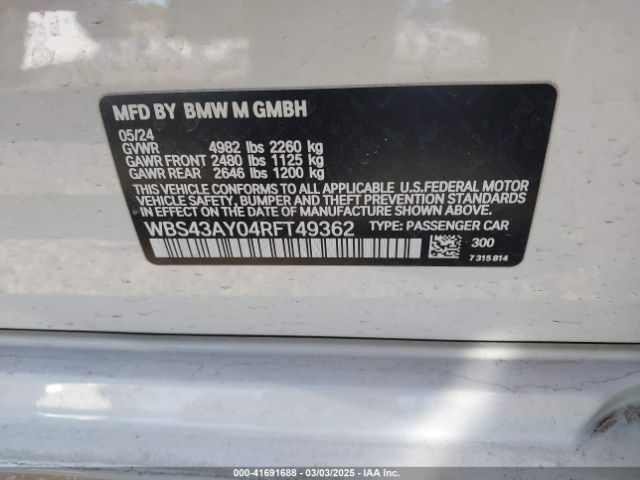 MFD BY BMW M GMBH
05/24
GVWR 4982 lbs 2260 kg
GAWR FRONT 2480 lbs 1125 kg
GAWR REAR 2646 lbs 1200 kg
THIS VEHICLE CONFORMS TO ALL APPLICABLE U.S.FEDERAL MOTOR
VEHICLE SAFETY, BUMPER, AND THEFT PREVENTION STANDARDS
IN EFFECT ON THE DATE OF MANUFACTURE SHOWN ABOVE.
WBS43AY04RFT49362 TYPE: PASSENGER CAR
300
7 315 814
000-41691688 - 03/03/2025 - IAAI.COM